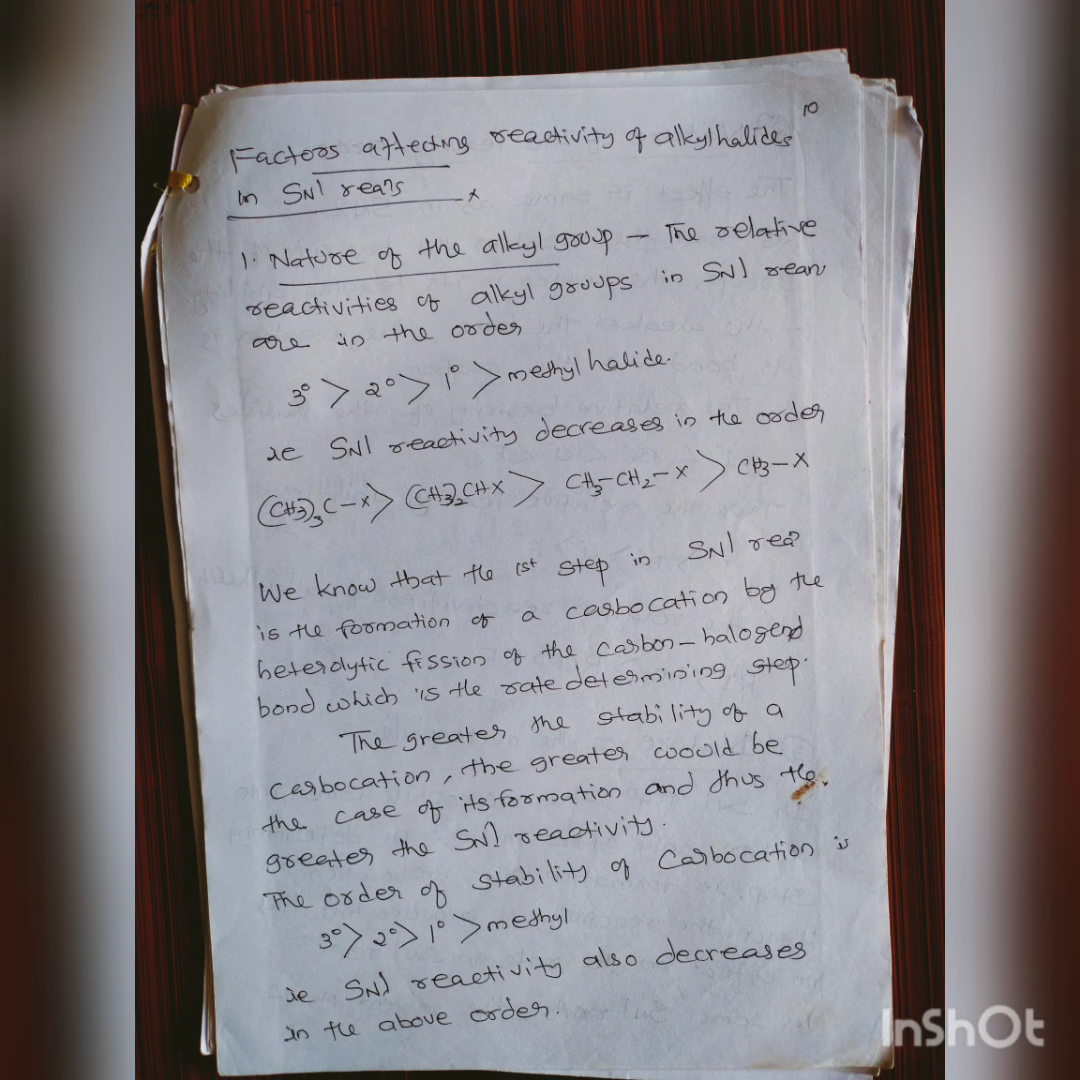 10
Factors affecting reactivity of alkylhalides
in SN1 reans
1. Nature of the alkyl group – The relative
reactivities of alkyl groups in SN1 rean
are in the order
3° > 2° > 1° > methyl halide.
ie SN1 reactivity decreases in the order
(CH3)3C–X > (CH3)2CHX > CH3–CH2–X > CH3–X
We know that the 1st step in SN1 rean
is the formation of a carbocation by the
heterolytic fission of the carbon–halogend
bond which is the rate determining step.
The greater the stability of a
carbocation, the greater would be
the case of its formation and thus the
greater the SN1 reactivity.
The order of stability of Carbocation is
3° > 2° > 1° > methyl
ie SN1 reactivity also decreases
in the above order.
InShOt